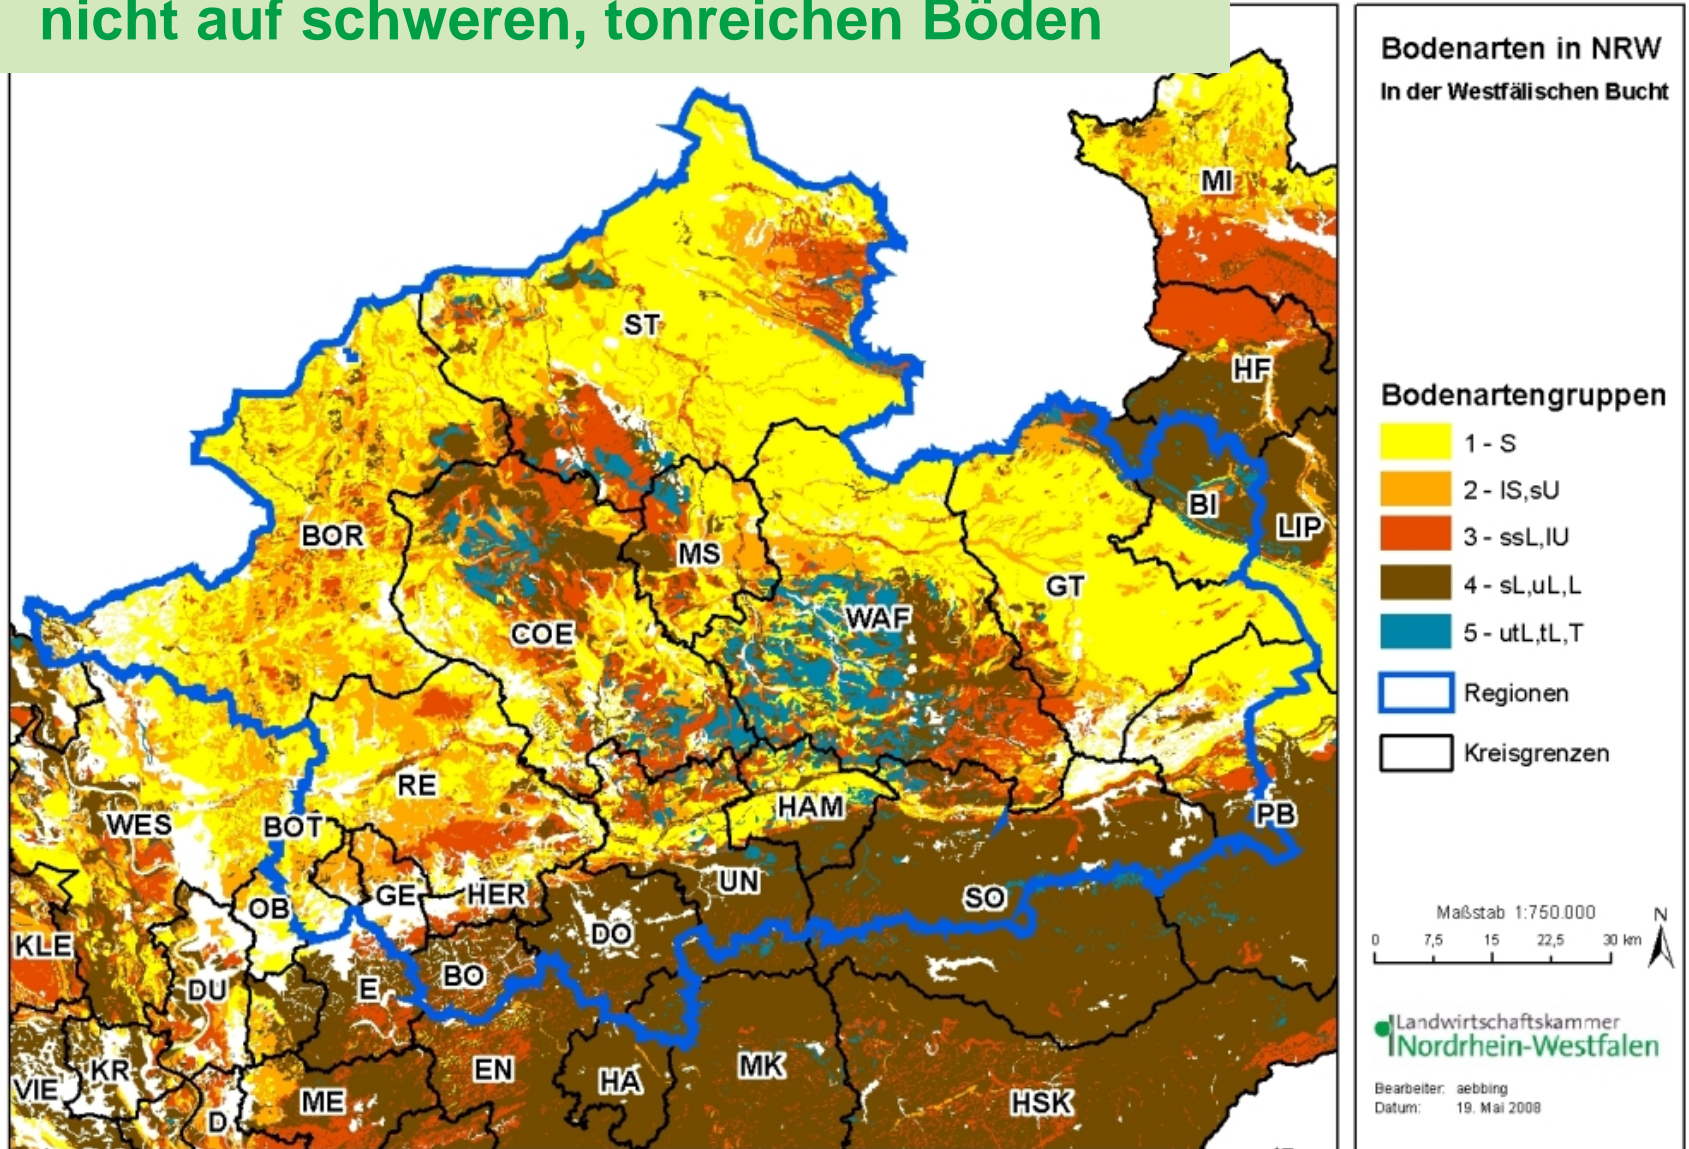 nicht auf schweren, tonreichen Böden
Bodenarten in NRW
In der Westfälischen Bucht
MI
ST
HF
BI
LIP
BOR
MS
GT
COE
WAF
RE
WES
BOT
HAM
PB
GE
HER
UN
OB
SO
DO
KLE
DU
E
BO
KR
VIE
EN
HA
MK
ME
HSK
D
Bodenartengruppen
1 - S
2 - lS,sU
3 - ssL,lU
4 - sL,uL,L
5 - utL,tL,T
Regionen
Kreisgrenzen
Maßstab 1:750.000
N
0 7,5 15 22,5 30 km
Landwirtschaftskammer
Nordrhein-Westfalen
Bearbeiter: aebbing
Datum: 19. Mai 2008